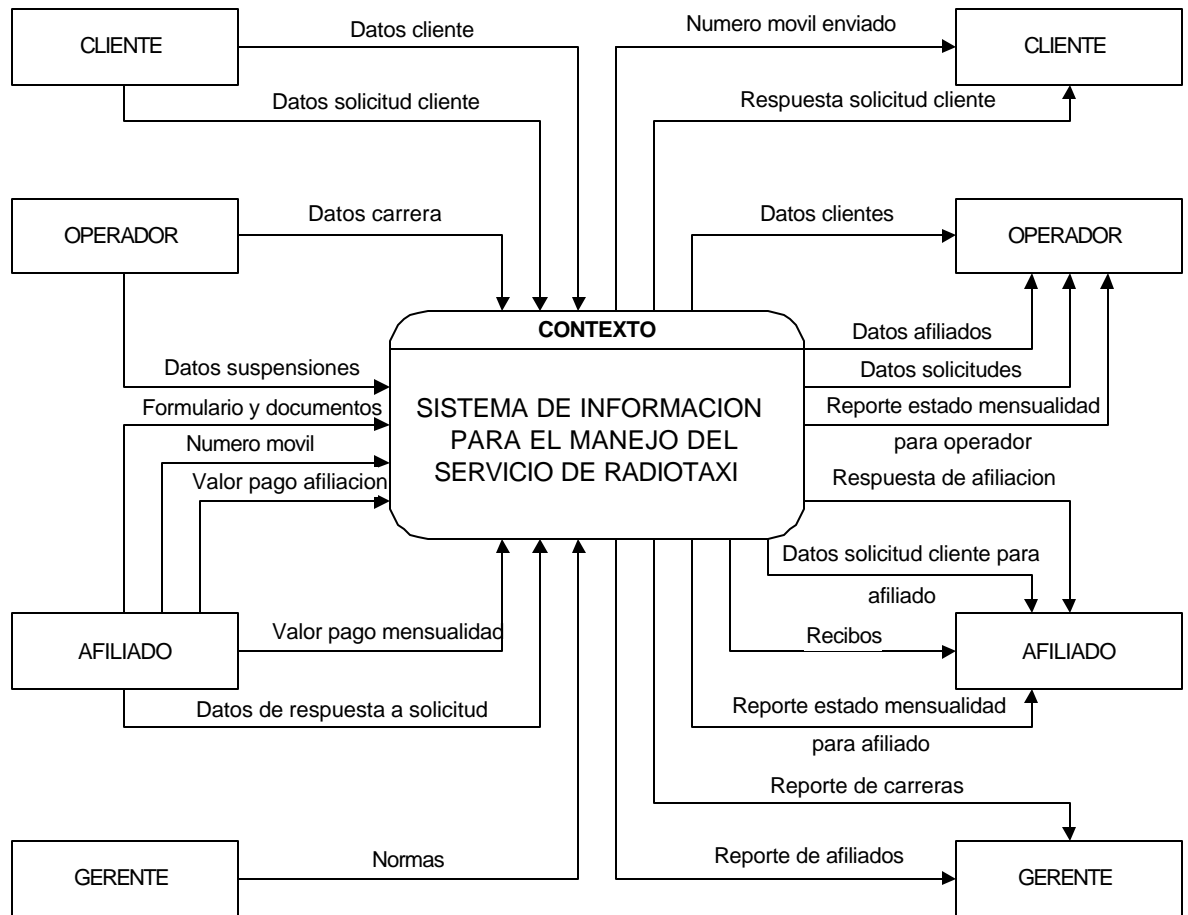 CLIENTE
Datos cliente
Numero movil enviado
CLIENTE
Datos solicitud cliente
Respuesta solicitud cliente
OPERADOR
Datos carrera
Datos clientes
OPERADOR
CONTEXTO
Datos afiliados
Datos suspensiones
Datos solicitudes
Formulario y documentos
SISTEMA DE INFORMACION
PARA EL MANEJO DEL
SERVICIO DE RADIOTAXI
Reporte estado mensualidad
para operador
Numero movil
Valor pago afiliacion
Respuesta de afiliacion
Datos solicitud cliente para
afiliado
AFILIADO
Valor pago mensualidad
Recibos
AFILIADO
Datos de respuesta a solicitud
Reporte estado mensualidad
para afiliado
Reporte de carreras
GERENTE
Normas
Reporte de afiliados
GERENTE